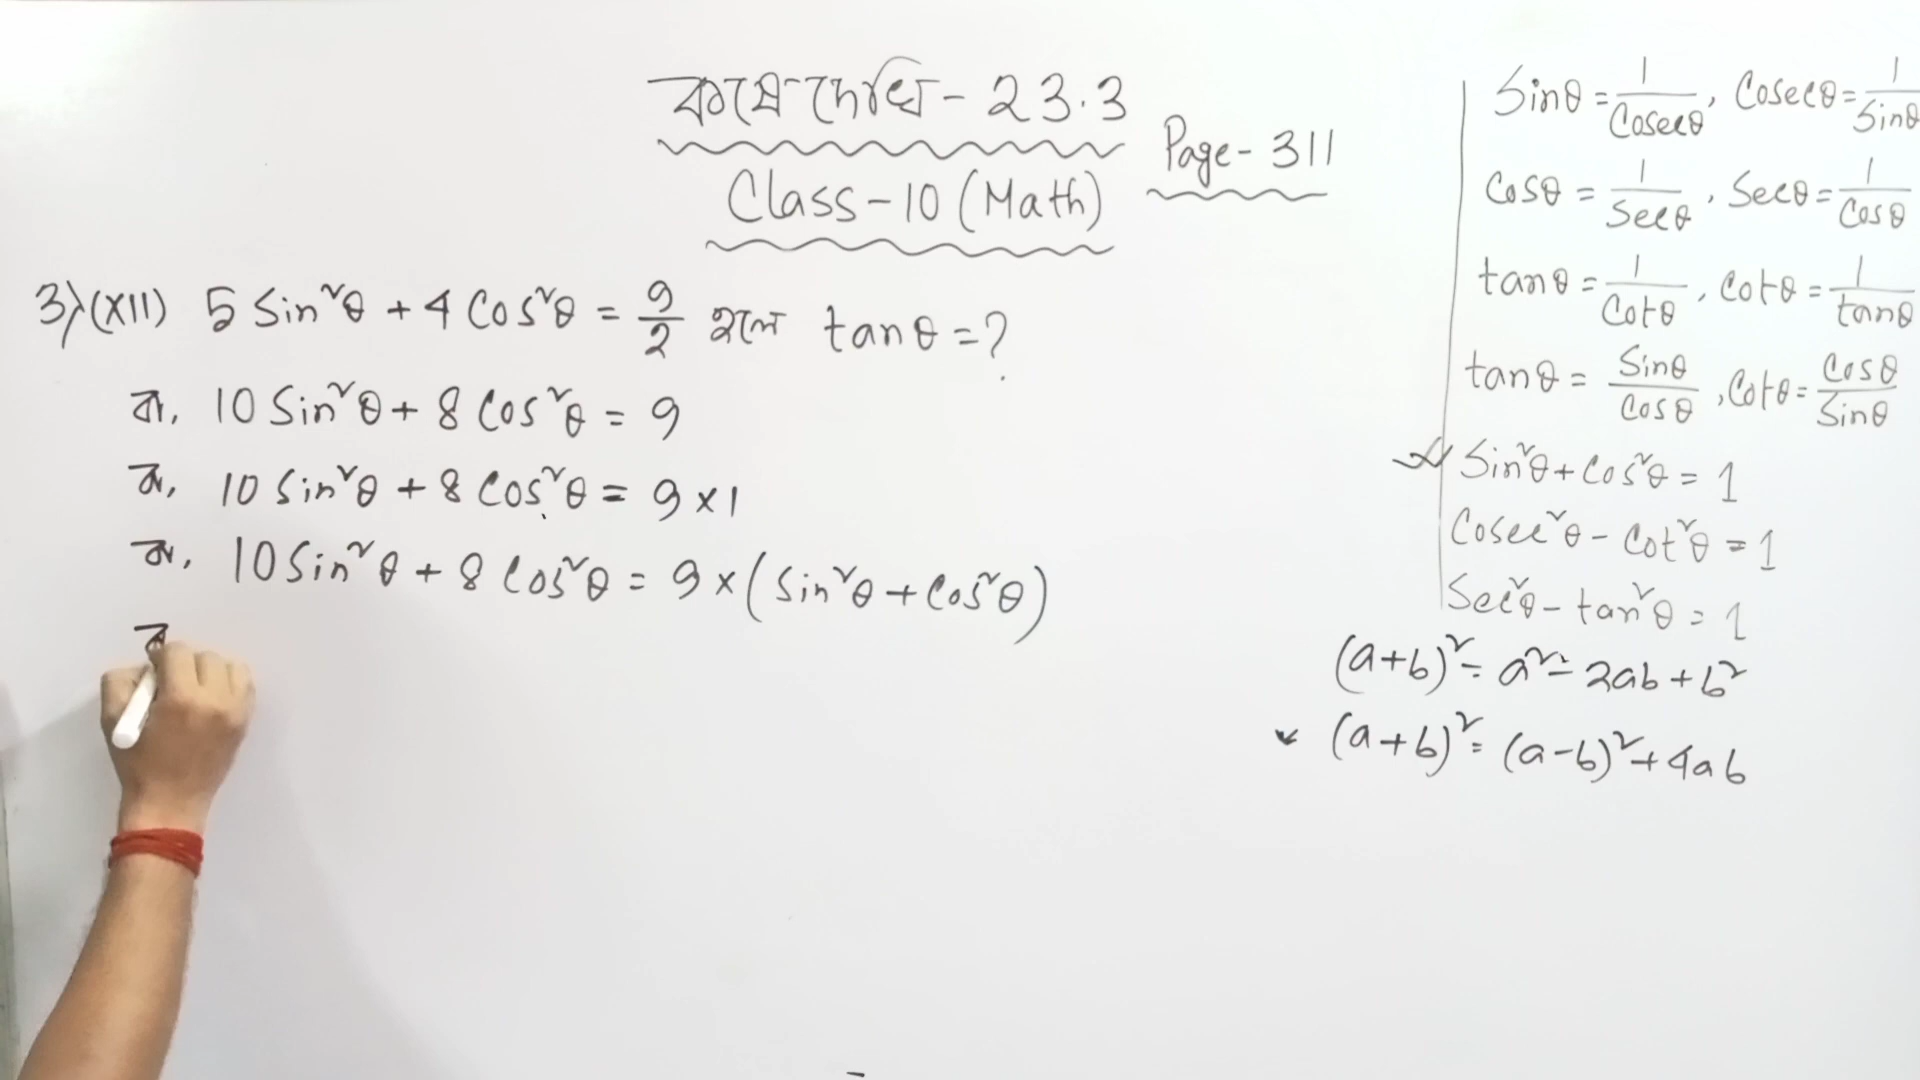 কষে দেখি - 23.3
Class-10 (Math)
Page-311
3) (XII) 5 Sin²θ + 4 Cos²θ = 9/2 হলে tanθ = ?
বা, 10 Sin²θ + 8 Cos²θ = 9
বা, 10 Sin²θ + 8 Cos²θ = 9 × 1
বা, 10 Sin²θ + 8 Cos²θ = 9 × (Sin²θ + Cos²θ)
Sinθ = 1/Cosecθ, Cosecθ = 1/Sinθ
Cosθ = 1/Secθ, Secθ = 1/Cosθ
tanθ = 1/Cotθ, Cotθ = 1/tanθ
tanθ = Sinθ/Cosθ, Cotθ = Cosθ/Sinθ
Sin²θ + Cos²θ = 1
Cosec²θ - Cot²θ = 1
Sec²θ - tan²θ = 1
(a+b)² = a² - 2ab + b²
(a+b)² = (a-b)² + 4ab